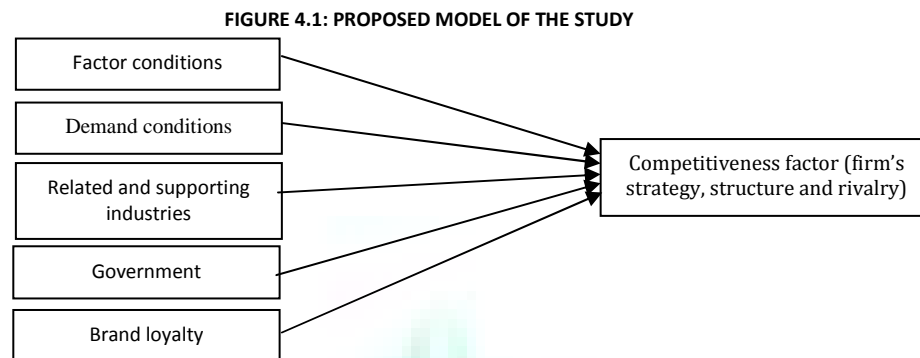 FIGURE 4.1: PROPOSED MODEL OF THE STUDY
Factor conditions
Demand conditions
Related and supporting
industries
Government
Brand loyalty
Competitiveness factor (firm's
strategy, structure and rivalry)